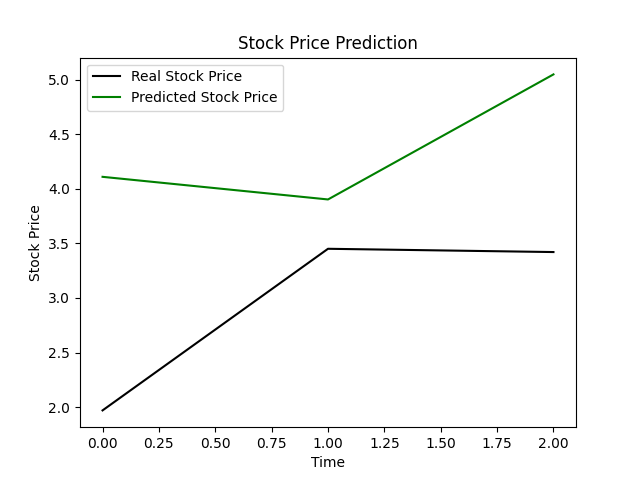 Stock Price Prediction
Real Stock Price
Predicted Stock Price
Stock Price
5.0
4.5
4.0
3.5
3.0
2.5
2.0
0.00 0.25 0.50 0.75 1.00 1.25 1.50 1.75 2.00
Time